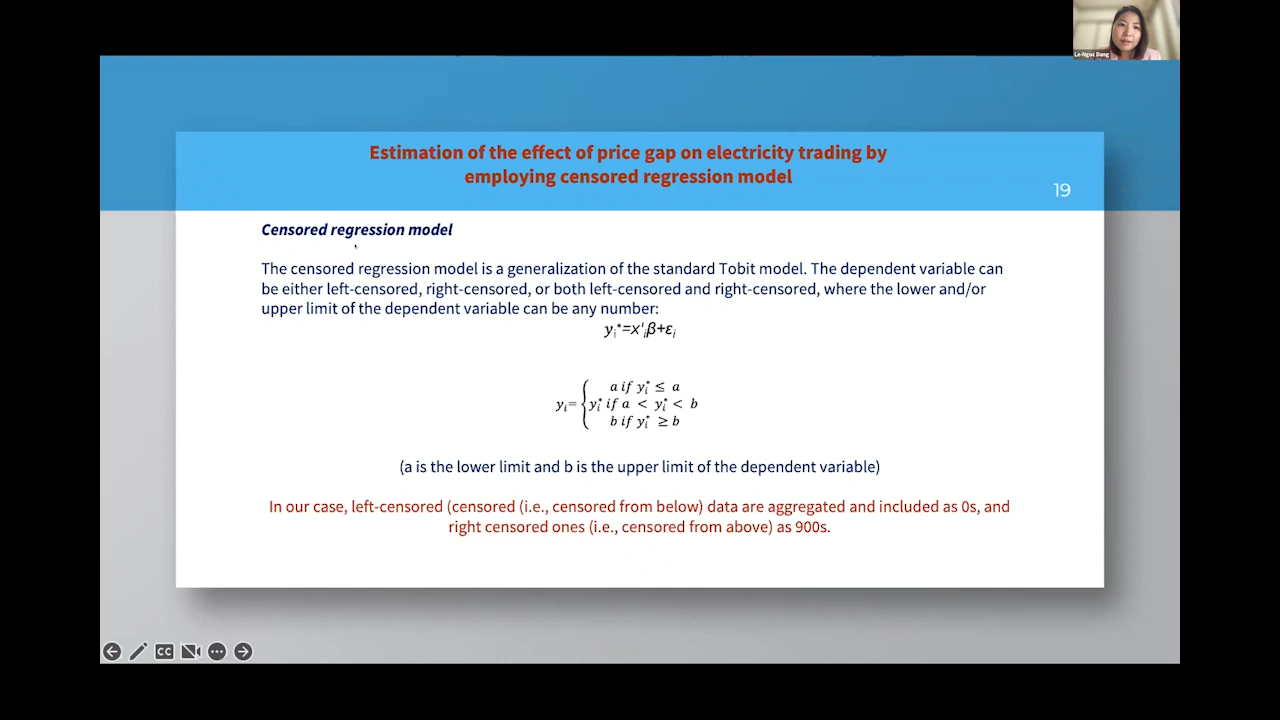 Le-Ngoc Dang
Estimation of the effect of price gap on electricity trading by
employing censored regression model
19
Censored regression model
The censored regression model is a generalization of the standard Tobit model. The dependent variable can
be either left-censored, right-censored, or both left-censored and right-censored, where the lower and/or
upper limit of the dependent variable can be any number:
yᵢ*=x'ᵢβ+εᵢ
a if yᵢ* ≤ a
yᵢ= { yᵢ* if a < yᵢ* < b
b if yᵢ* ≥ b
(a is the lower limit and b is the upper limit of the dependent variable)
In our case, left-censored (censored (i.e., censored from below) data are aggregated and included as 0s, and
right censored ones (i.e., censored from above) as 900s.
CC